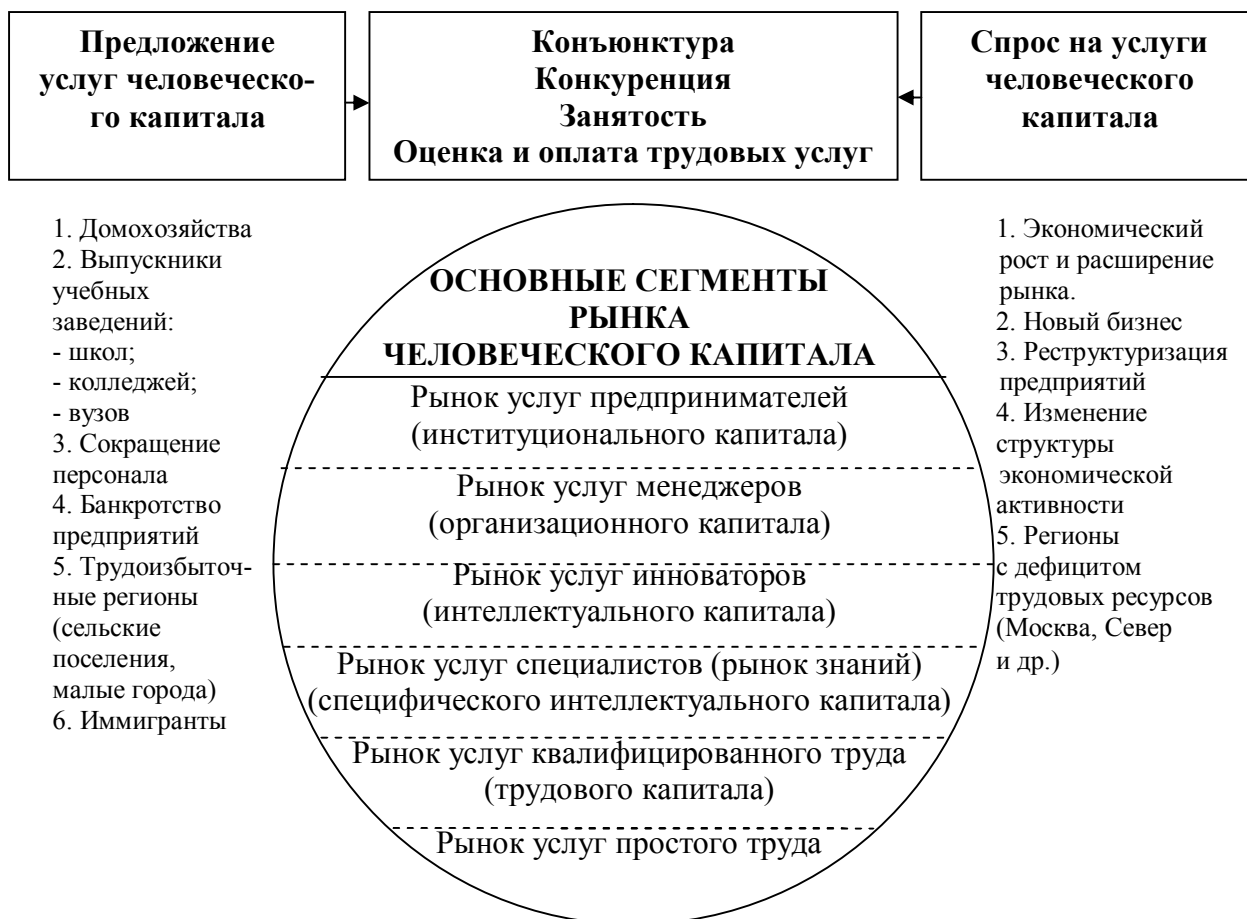 Предложение
услуг человеческо-
го капитала
Конъюнктура
Конкуренция
Занятость
Оценка и оплата трудовых услуг
Спрос на услуги
человеческого
капитала
1. Домохозяйства
2. Выпускники
учебных
заведений:
- школ;
- колледжей;
- вузов
3. Сокращение
персонала
4. Банкротство
предприятий
5. Трудоизбыточ-
ные регионы
(сельские
поселения,
малые города)
6. Иммигранты
ОСНОВНЫЕ СЕГМЕНТЫ
РЫНКА
ЧЕЛОВЕЧЕСКОГО КАПИТАЛА
Рынок услуг предпринимателей
(институционального капитала)
Рынок услуг менеджеров
(организационного капитала)
Рынок услуг инноваторов
(интеллектуального капитала)
Рынок услуг специалистов (рынок знаний)
(специфического интеллектуального капитала)
Рынок услуг квалифицированного труда
(трудового капитала)
Рынок услуг простого труда
1. Экономический
рост и расширение
рынка.
2. Новый бизнес
3. Реструктуризация
предприятий
4. Изменение
структуры
экономической
активности
5. Регионы
с дефицитом
трудовых ресурсов
(Москва, Север
и др.)